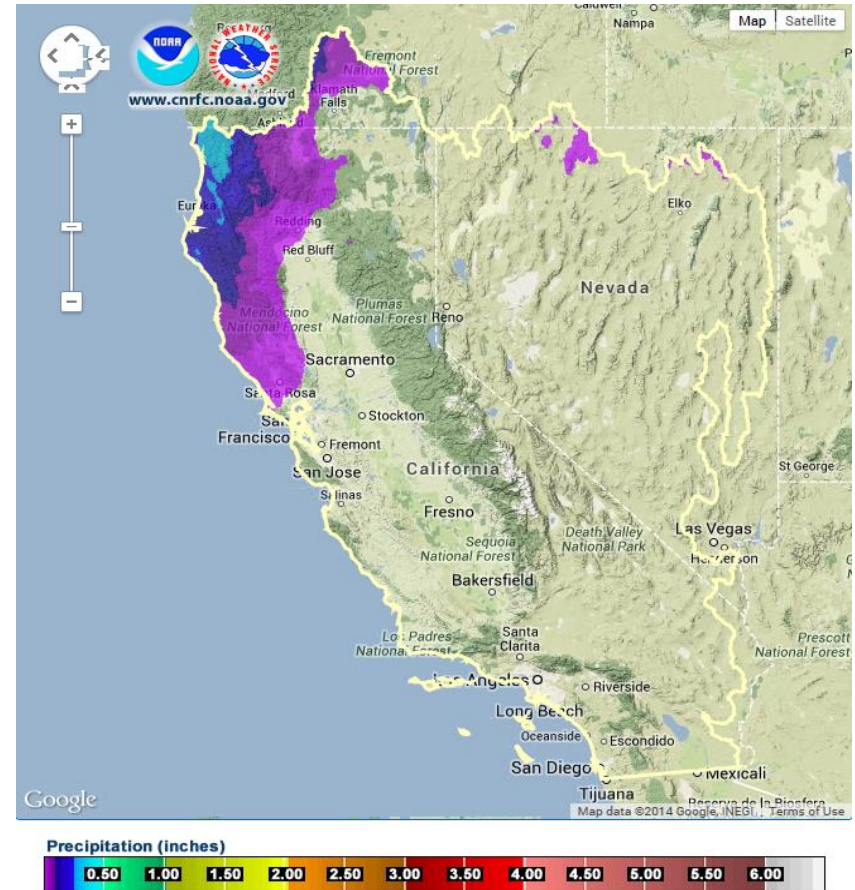 Nampa
Map Satellite
NOAA
NATIONAL WEATHER SERVICE
Fremont
National Forest
www.cnrfc.noaa.gov
Klamath
Falls
Medford
Elko
Redding
Red Bluff
Nevada
Plumas
National Forest
Reno
Mendocino
National Forest
Sacramento
Santa Rosa
Stockton
San
Francisco
Fremont
San Jose
California
St George
Salinas
Fresno
Death Valley
National Park
Las Vegas
Henderson
Sequoia
National Forest
Bakersfield
Los Padres
National Forest
Santa
Clarita
Prescott
National Forest
Los Angeles
Riverside
Long Beach
Oceanside
Escondido
San Diego
Mexicali
Tijuana
Google
Map data ©2014 Google, INEGI
Terms of Use
Precipitation (inches)
0.50 1.00 1.50 2.00 2.50 3.00 3.50 4.00 4.50 5.00 5.50 6.00